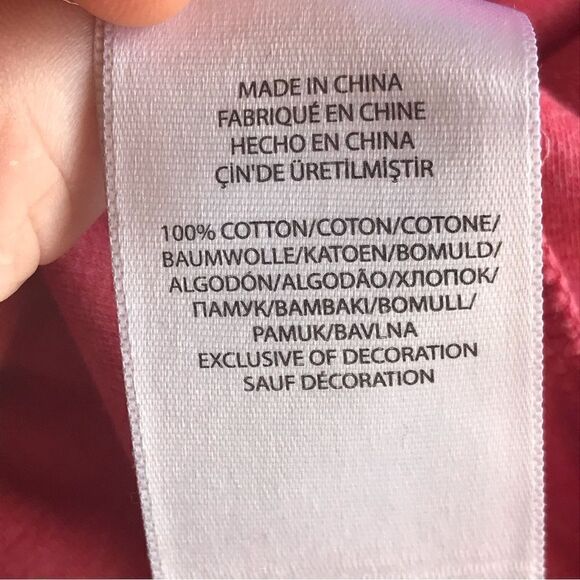 MADE IN CHINA
FABRIQUÉ EN CHINE
HECHO EN CHINA
ÇİN'DE ÜRETİLMİŞTİR
100% COTTON/COTON/COTONE/
BAUMWOLLE/KATOEN/BOMULD/
ALGODÓN/ALGODÃO/ХЛОПОК/
ПАМУК/BAMBAKI/BOMULL/
PAMUK/BAVLNA
EXCLUSIVE OF DECORATION
SAUF DÉCORATION